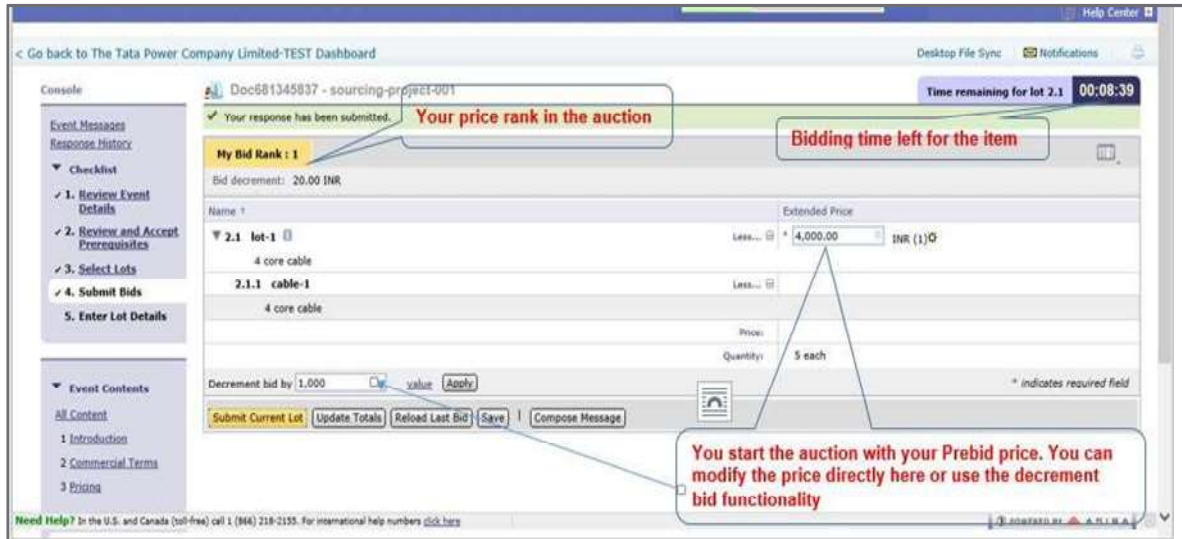 Help Center
< Go back to The Tata Power Company Limited-TEST Dashboard
Desktop File Sync
Notifications
Console
Doc681345837 - sourcing-project-001
Time remaining for lot 2.1
00:08:39
✓ Your response has been submitted.
Your price rank in the auction
Bidding time left for the item
Event Messages
Response History
Checklist
✓ 1. Review Event
Details
✓ 2. Review and Accept
Prerequisites
✓ 3. Select Lots
✓ 4. Submit Bids
5. Enter Lot Details
My Bid Rank : 1
Bid decrement: 20.00 INR
Name ↑
Extended Price
2.1 lot-1
Less...
* 4,000.00
INR (1)
4 core cable
2.1.1 cable-1
Less...
4 core cable
Price:
Quantity:
5 each
Decrement bid by 1,000
value
Apply
* indicates required field
Submit Current Lot
Update Totals
Reload Last Bid
Save
|
Compose Message
Event Contents
All Content
1 Introduction
2 Commercial Terms
3 Pricing
You start the auction with your Prebid price. You can
modify the price directly here or use the decrement
bid functionality
Need Help? In the U.S. and Canada (toll-free) call 1 (866) 218-2155. For international help numbers click here
POWERED BY ARIBA